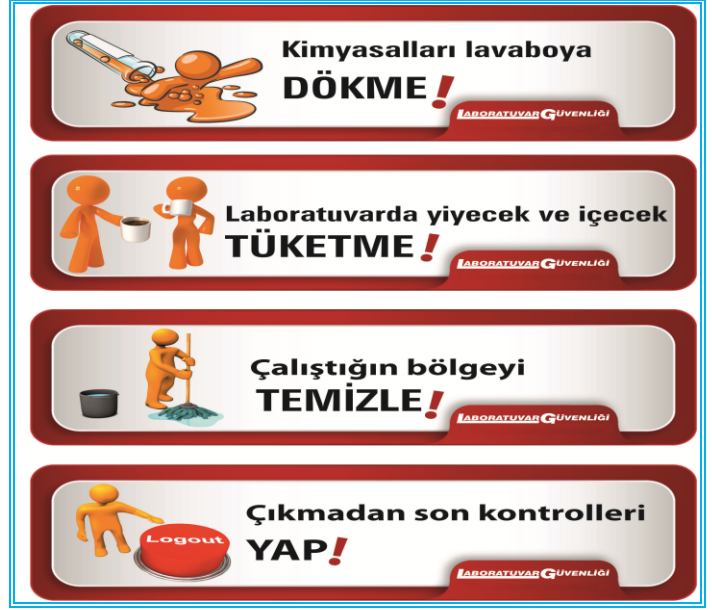 Kimyasalları lavaboya
DÖKME!
LABORATUVAR GÜVENLİĞİ
Laboratuvarda yiyecek ve içecek
TÜKETME!
LABORATUVAR GÜVENLİĞİ
Çalıştığın bölgeyi
TEMİZLE!
LABORATUVAR GÜVENLİĞİ
Çıkmadan son kontrolleri
Logout
YAP!
LABORATUVAR GÜVENLİĞİ